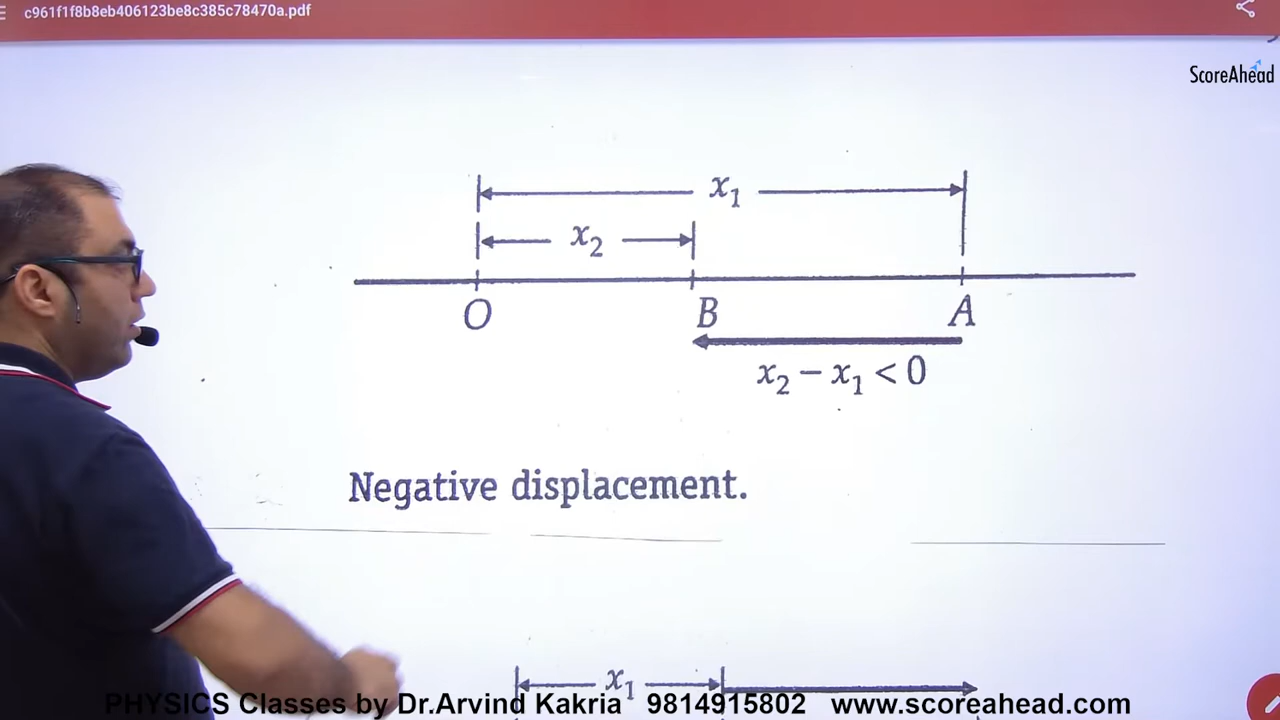 c961f1f8b8eb406123be8c385c78470a.pdf
ScoreAhead
x₁
x₂
O B A
x₂ − x₁ < 0
Negative displacement.
x₁
PHYSICS Classes by Dr.Arvind Kakria 9814915802 www.scoreahead.com